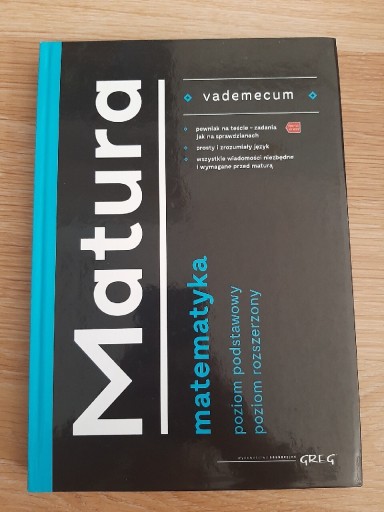 Matura
vademecum
pewniak na teście – zadania
jak na sprawdzianach
prosty i zrozumiały język
wszystkie wiadomości niezbędne
i wymagane przed maturą
matematyka
poziom podstawowy
poziom rozszerzony
GREG